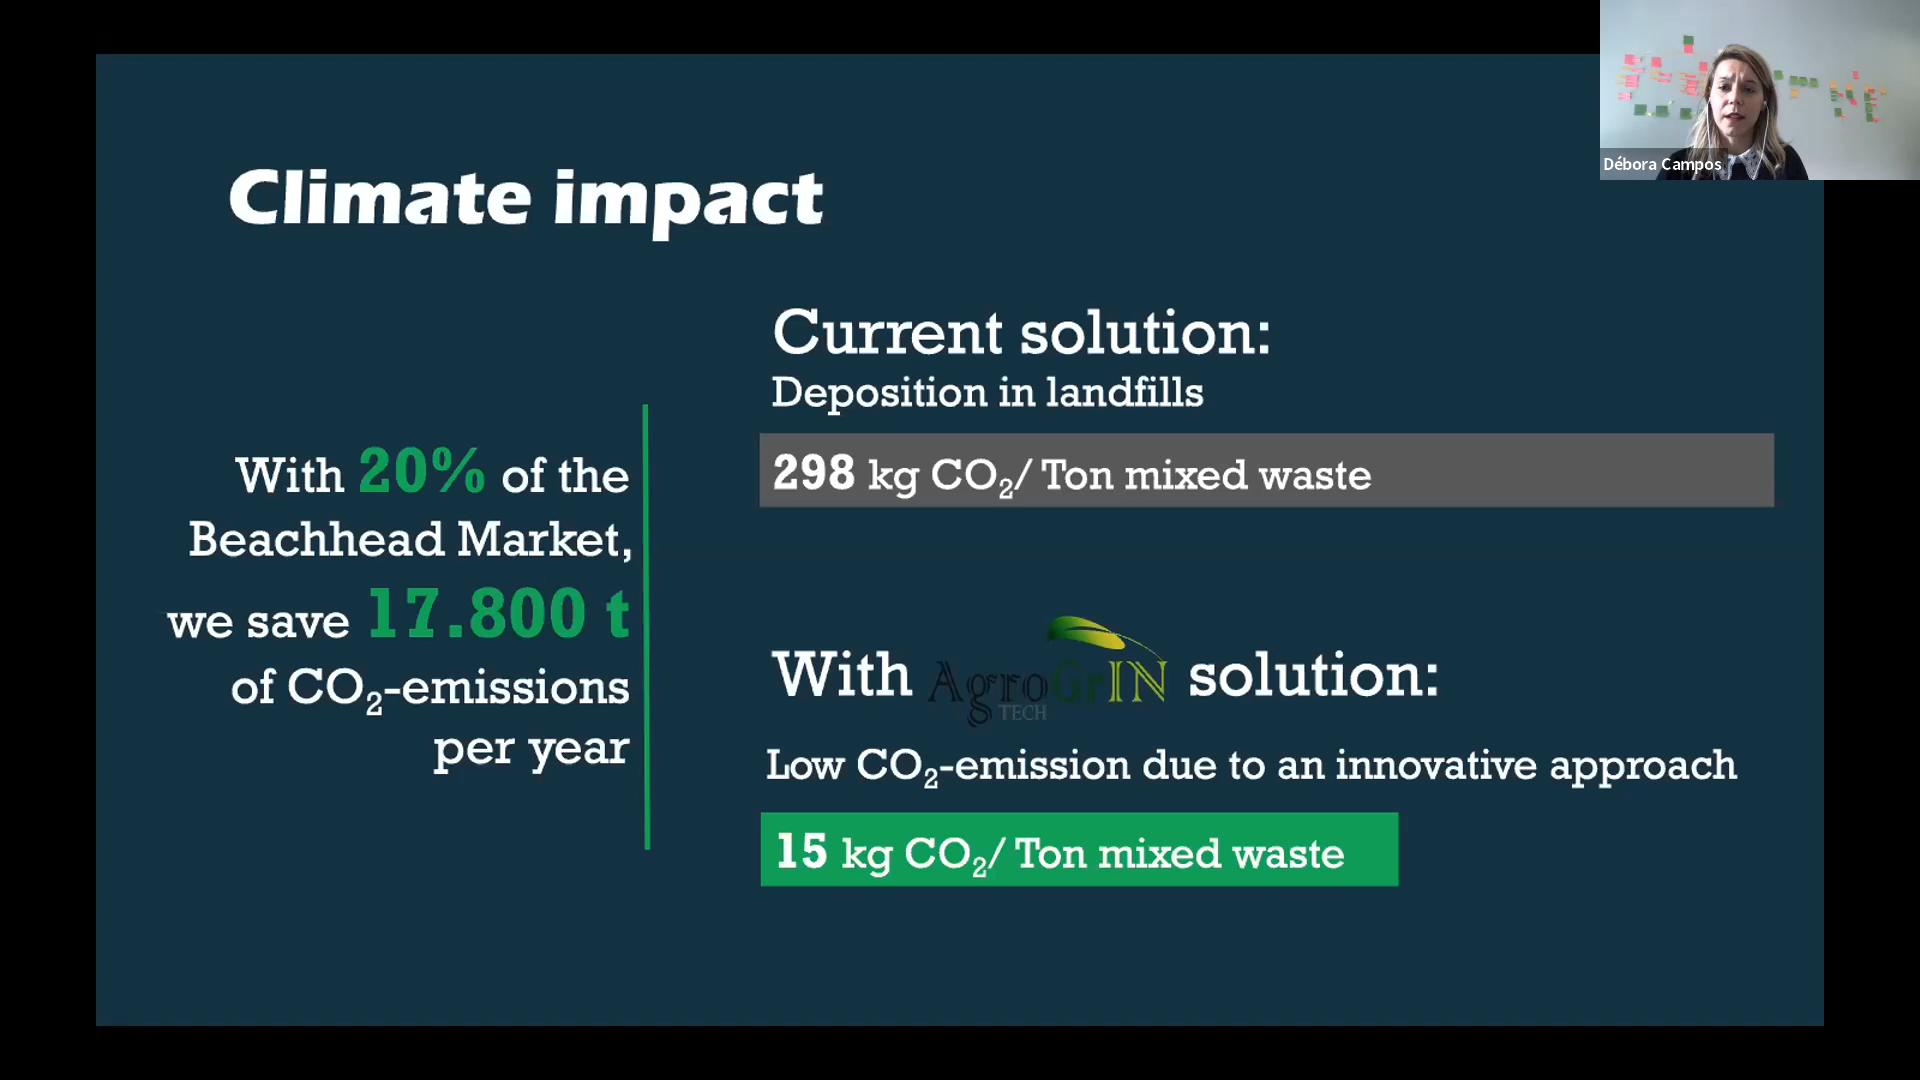 Débora Campos
Climate impact
With 20% of the
Beachhead Market,
we save 17.800 t
of CO₂-emissions
per year
Current solution:
Deposition in landfills
298 kg CO₂/ Ton mixed waste
With AgroGrIN TECH solution:
Low CO₂-emission due to an innovative approach
15 kg CO₂/ Ton mixed waste